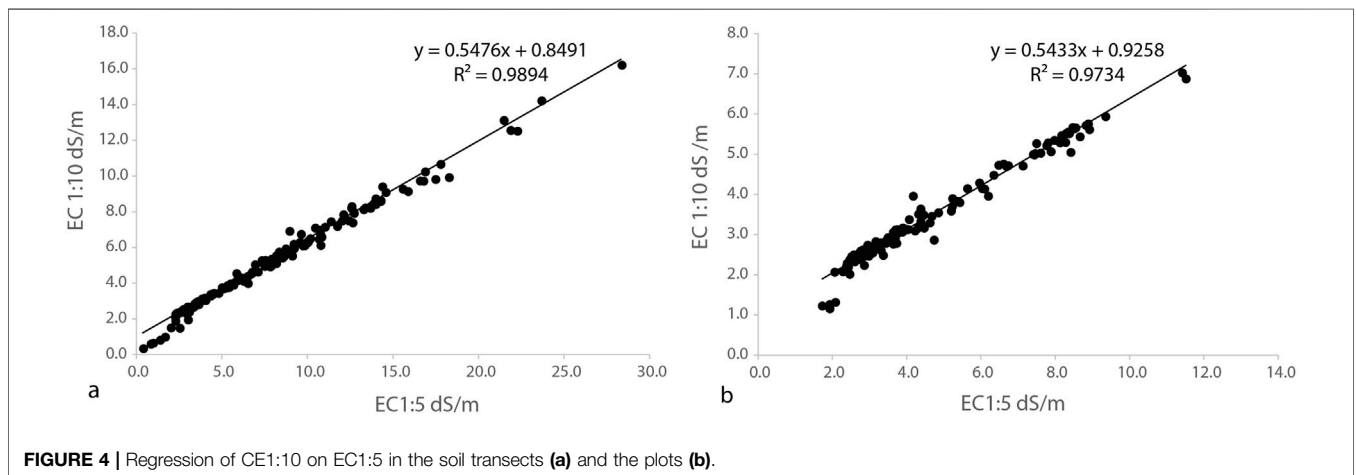 18.0
16.0
14.0
12.0
10.0
8.0
6.0
4.0
2.0
0.0
EC 1:10 dS/m
y = 0.5476x + 0.8491
R² = 0.9894
0.0 5.0 10.0 15.0 20.0 25.0 30.0
a
EC1:5 dS/m
8.0
7.0
6.0
5.0
4.0
3.0
2.0
1.0
0.0
EC 1:10 dS /m
y = 0.5433x + 0.9258
R² = 0.9734
0.0 2.0 4.0 6.0 8.0 10.0 12.0 14.0
b
EC1:5 dS/m
FIGURE 4 | Regression of CE1:10 on EC1:5 in the soil transects (a) and the plots (b).